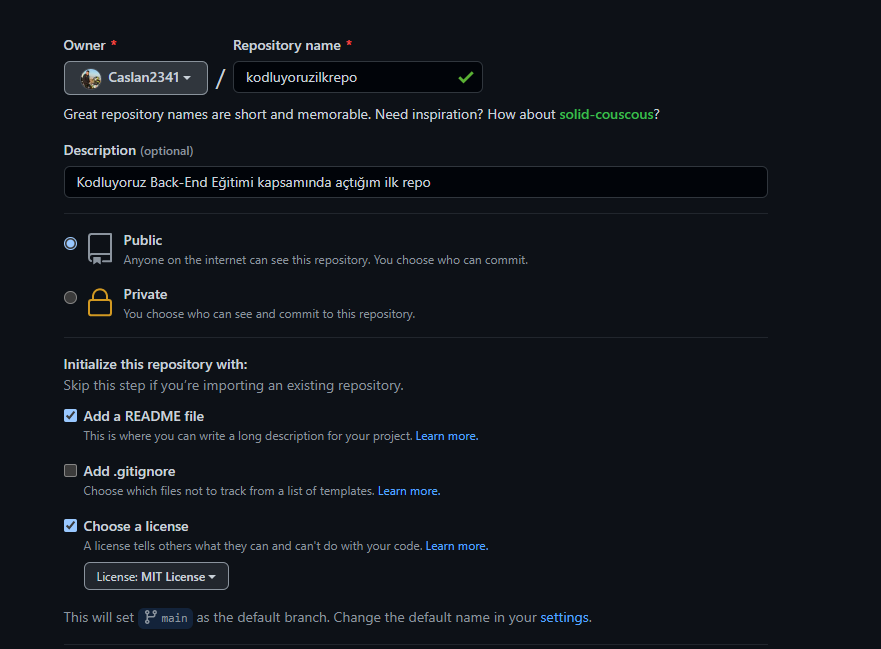 Owner * Repository name *
Caslan2341 / kodluyoruzilkrepo
Great repository names are short and memorable. Need inspiration? How about solid-couscous?
Description (optional)
Kodluyoruz Back-End Eğitimi kapsamında açtığım ilk repo
Public
Anyone on the internet can see this repository. You choose who can commit.
Private
You choose who can see and commit to this repository.
Initialize this repository with:
Skip this step if you're importing an existing repository.
Add a README file
This is where you can write a long description for your project. Learn more.
Add .gitignore
Choose which files not to track from a list of templates. Learn more.
Choose a license
A license tells others what they can and can't do with your code. Learn more.
License: MIT License
This will set main as the default branch. Change the default name in your settings.